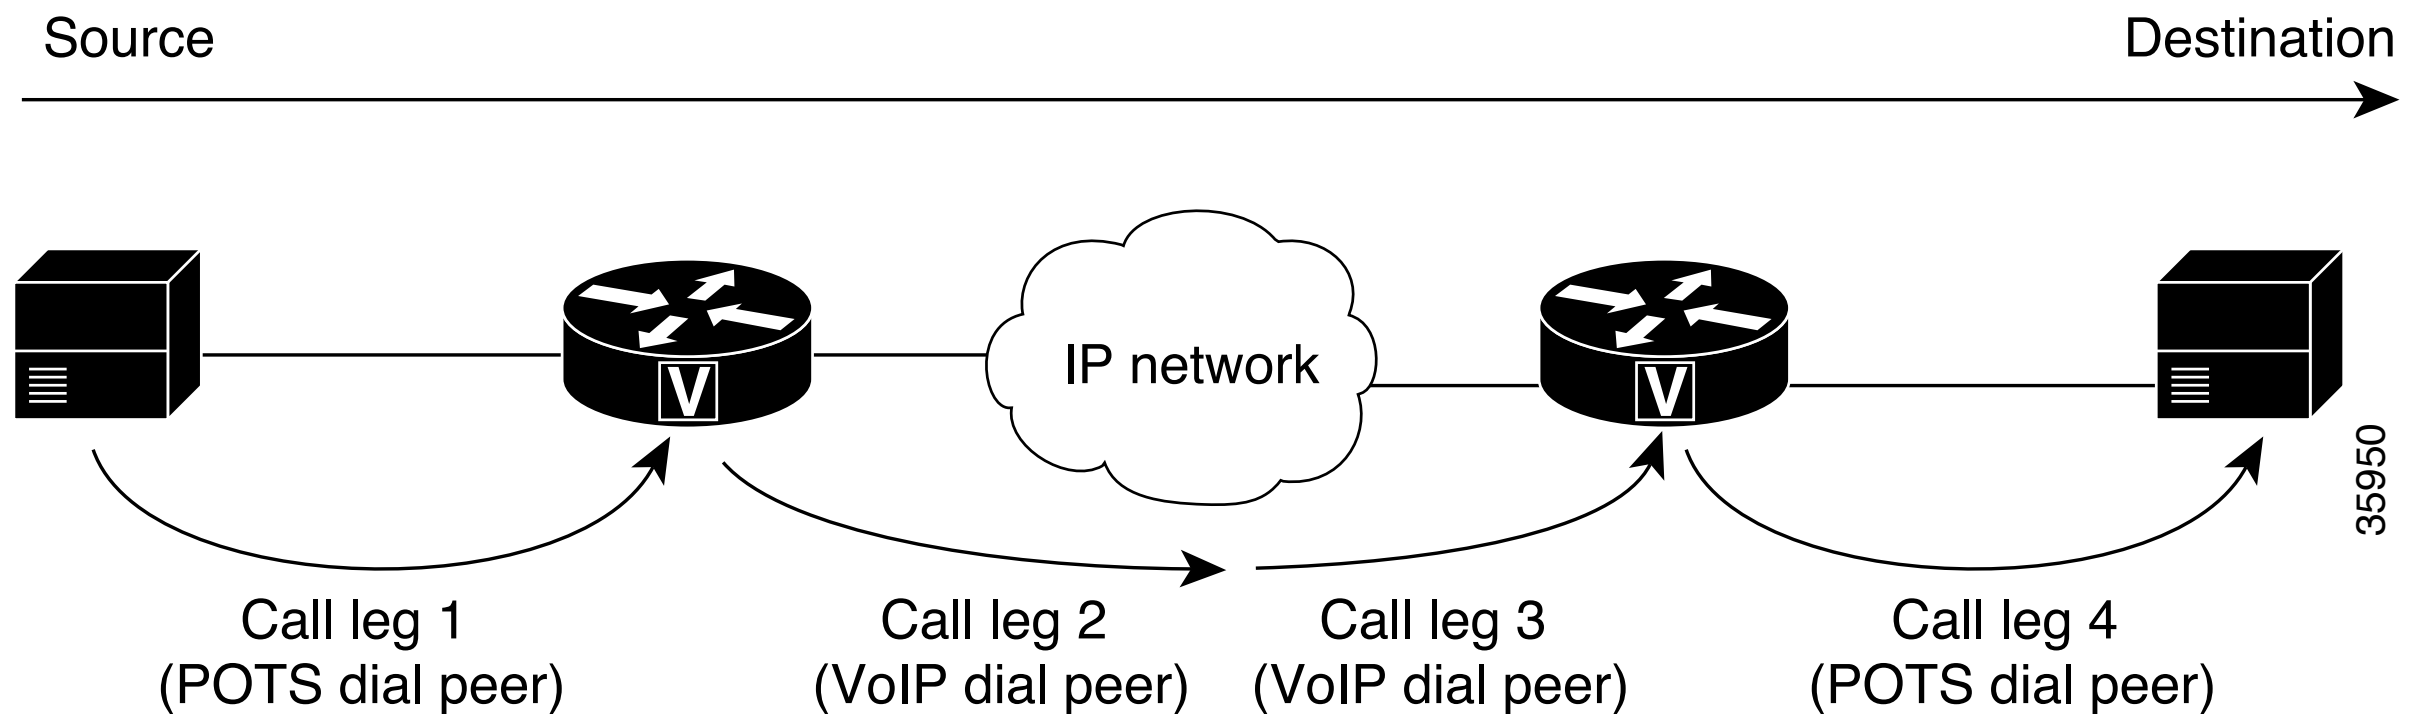 Source
Destination
IP network
V
V
35950
Call leg 1
(POTS dial peer)
Call leg 2
(VoIP dial peer)
Call leg 3
(VoIP dial peer)
Call leg 4
(POTS dial peer)